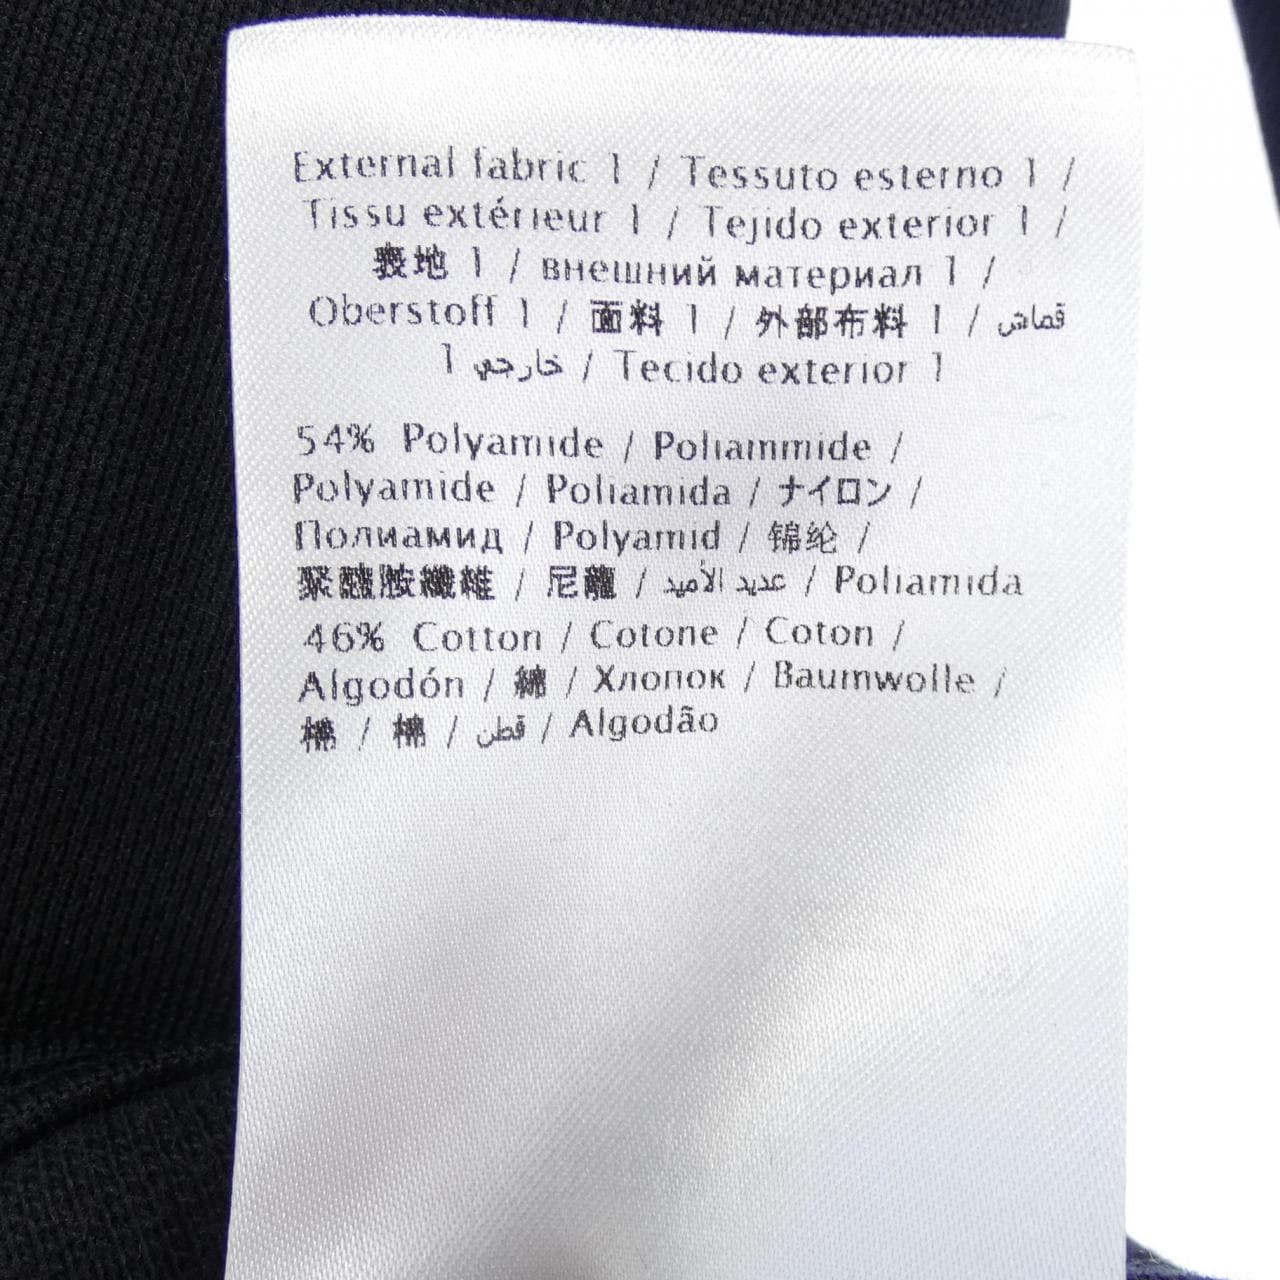 External fabric 1 / Tessuto esterno 1 /
Tissu extérieur 1 / Tejido exterior 1 /
表地 1 / внешний материал 1 /
Oberstoff 1 / 面料 1 / 外部布料 1 / قماش
خارجي 1 / Tecido exterior 1
54% Polyamide / Poliammide /
Polyamide / Poliamida / ナイロン /
Полиамид / Polyamid / 锦纶 /
聚醯胺纖維 / 尼龍 / عديد الأميد / Poliamida
46% Cotton / Cotone / Coton /
Algodón / 綿 / Хлопок / Baumwolle /
棉 / 棉 / قطن / Algodão